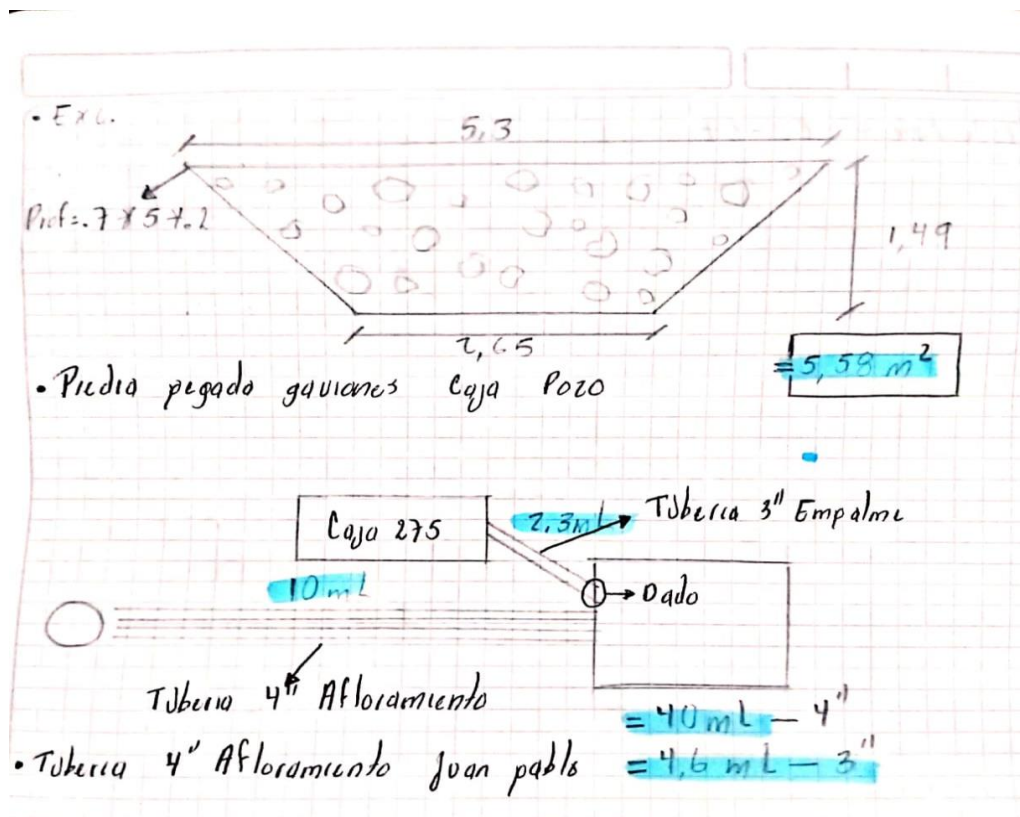 • Exc.
5,3
Prof=.7 * 5 +.2
1,49
2,65
= 5,58 m²
• Piedra pegado gaviones Caja Pozo
Caja 275
2.3ml
Tuberia 3" Empalme
10 ml
Dado
Tuberia 4" Afloramiento
= 40 mL — 4"
• Tuberia 4" Afloramiento Juan pablo = 4,6 mL — 3"